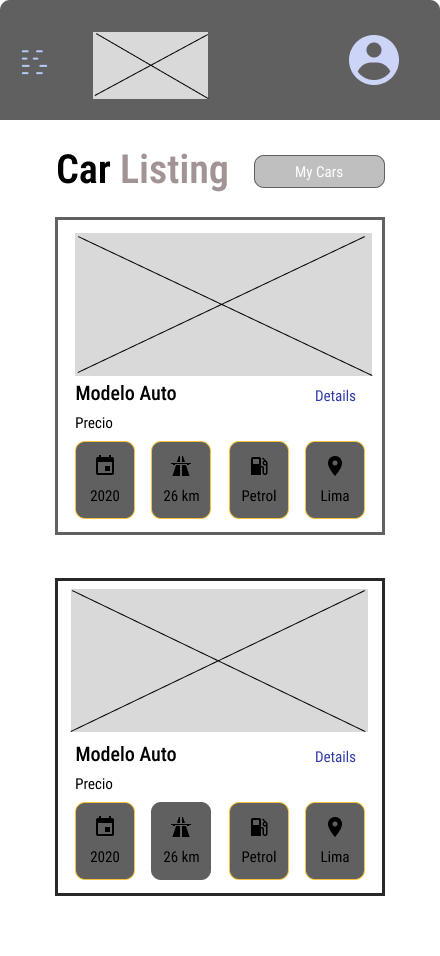 Car Listing
My Cars
Modelo Auto
Details
Precio
2020
26 km
Petrol
Lima
Modelo Auto
Details
Precio
2020
26 km
Petrol
Lima